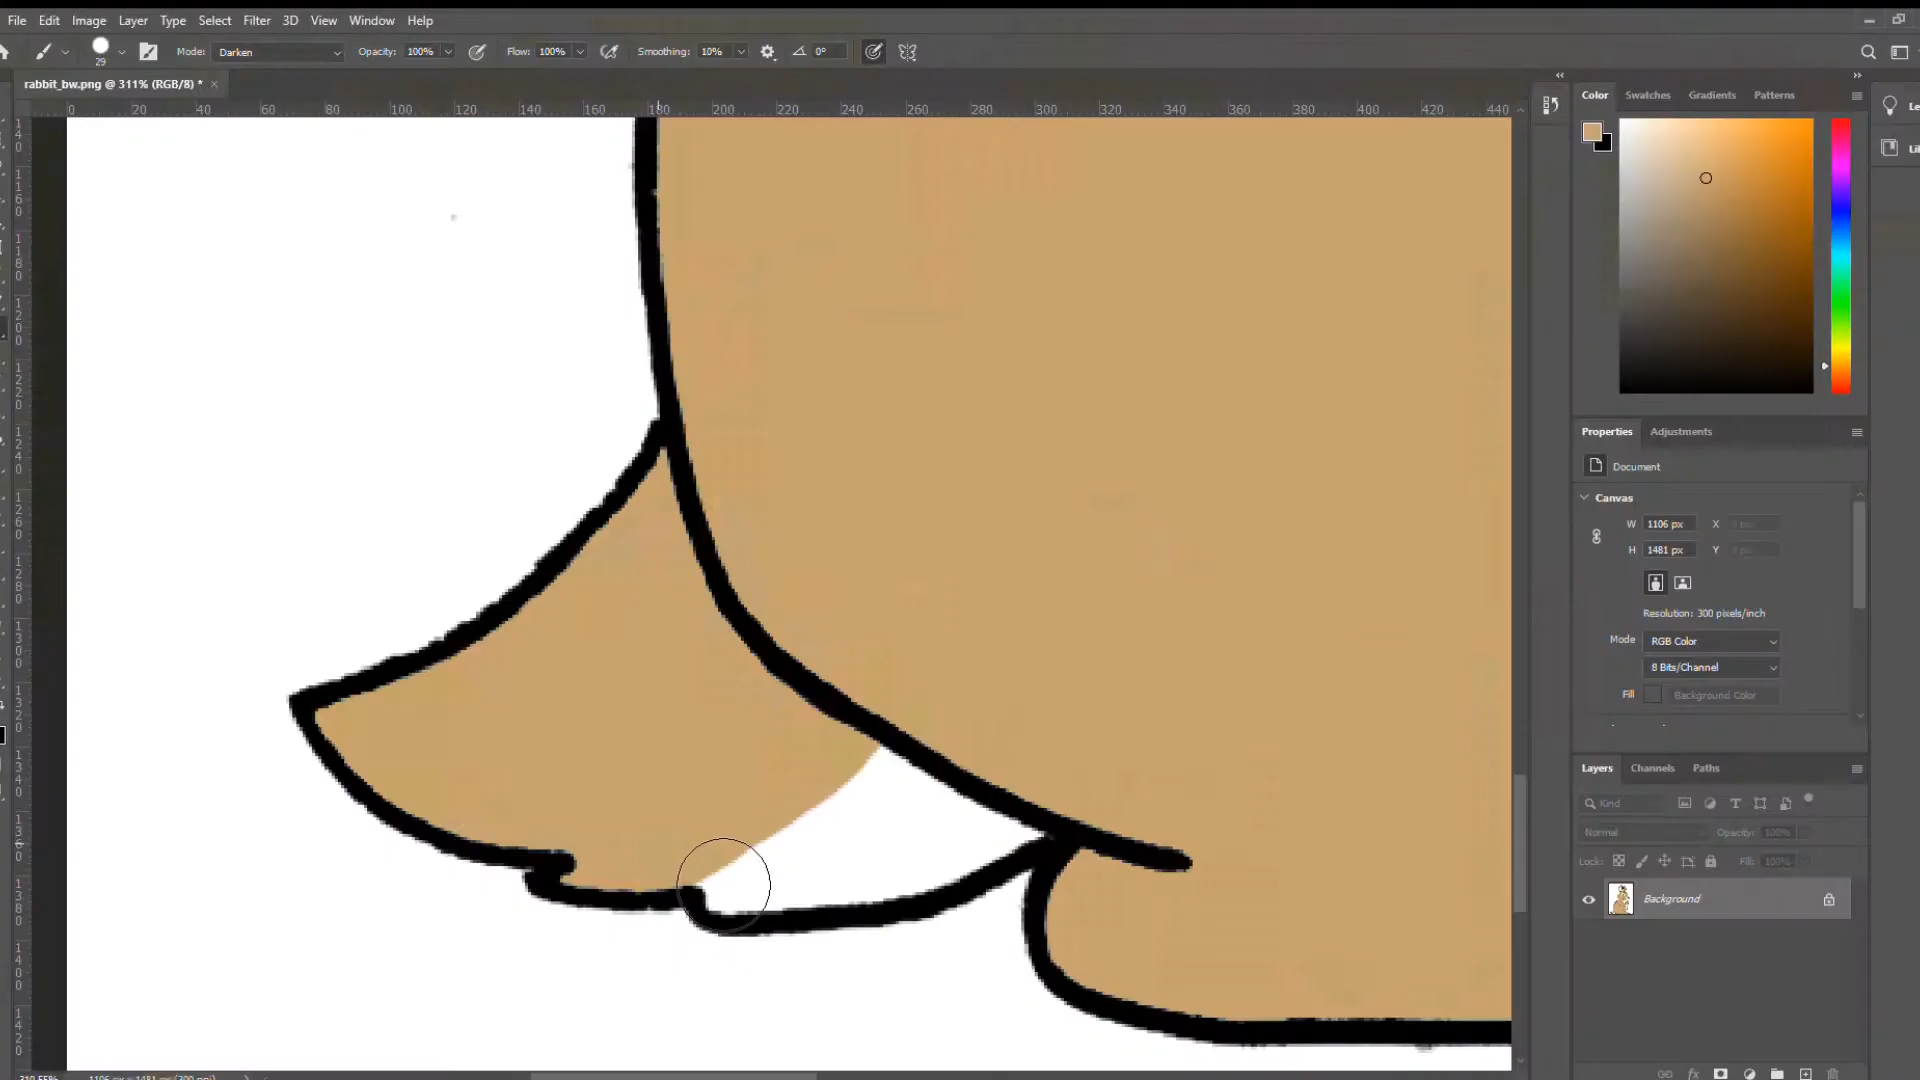 File Edit Image Layer Type Select Filter 3D View Window Help
29 Mode: Darken Opacity: 100% Flow: 100% Smoothing: 10% 0°
rabbit_bw.png @ 311% (RGB/8) * ×
0 20 40 60 80 100 120 140 160 180 200 220 240 260 280 300 320 340 360 380 400 420 440
Color Swatches Gradients Patterns
Properties Adjustments
Document
Canvas
W 1106 px X
H 1481 px Y
Resolution: 300 pixels/inch
Mode RGB Color
8 Bits/Channel
Fill Background Color
Layers Channels Paths
Kind
Normal Opacity: 100%
Lock: Fill: 100%
Background